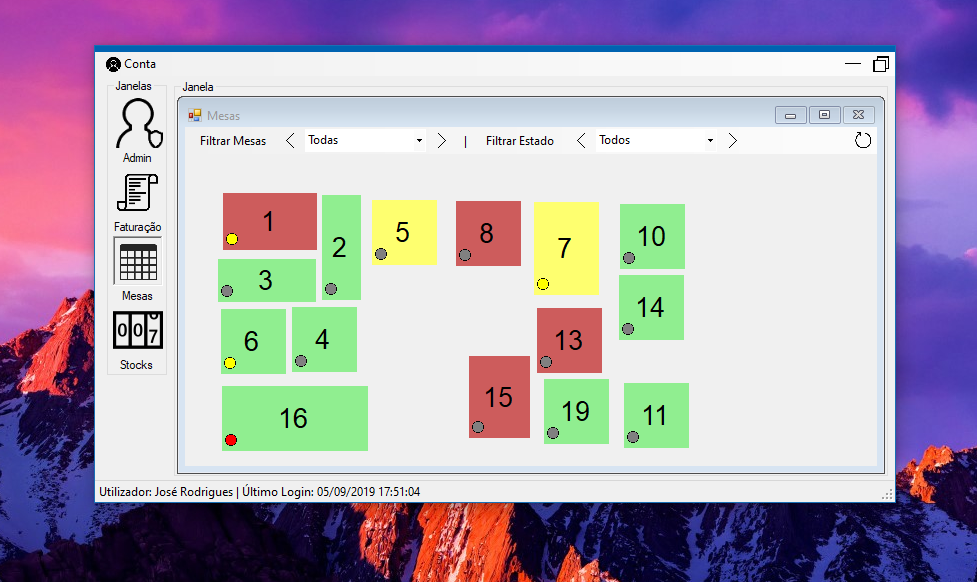 Conta
Janelas
Janela
Admin
Faturação
Mesas
007
Stocks
Mesas
Filtrar Mesas
Todas
|
Filtrar Estado
Todos
1
2
5
8
7
10
3
14
6
4
13
15
19
11
16
Utilizador: José Rodrigues | Último Login: 05/09/2019 17:51:04